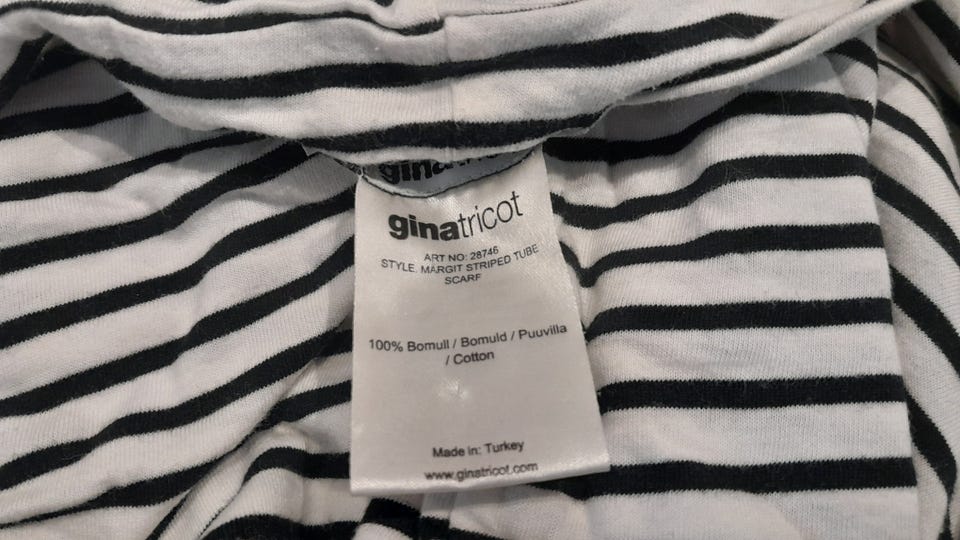 ginatricot
ART NO: 28746
STYLE. MARGIT STRIPED TUBE
SCARF
100% Bomull / Bomuld / Puuvilla
/ Cotton
Made in: Turkey
www.ginatricot.com